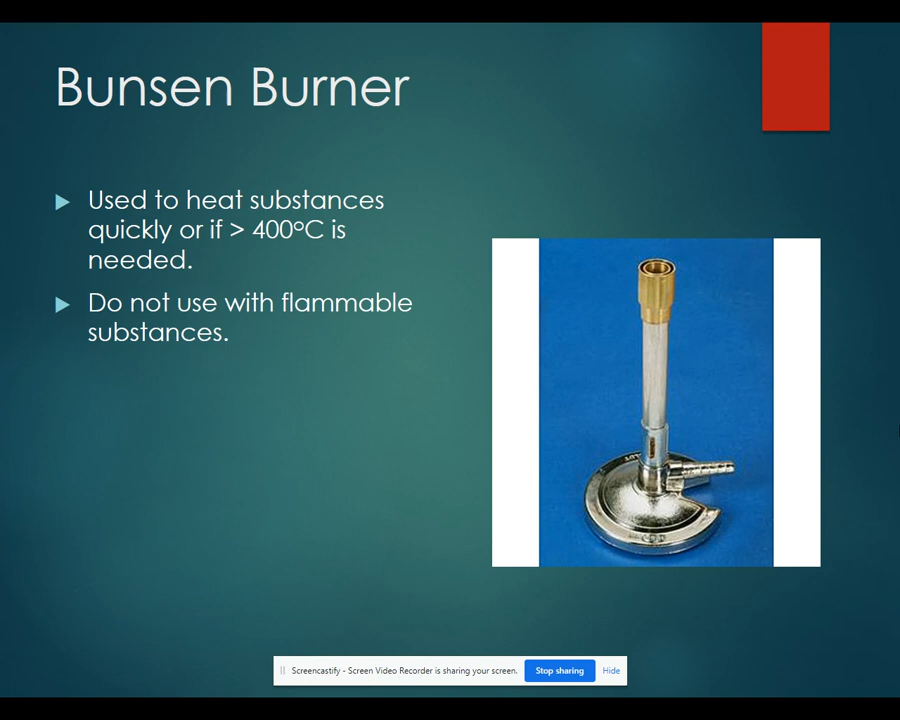 Bunsen Burner
Used to heat substances
quickly or if > 400°C is
needed.
Do not use with flammable
substances.
Screencastify - Screen Video Recorder is sharing your screen. Stop sharing Hide